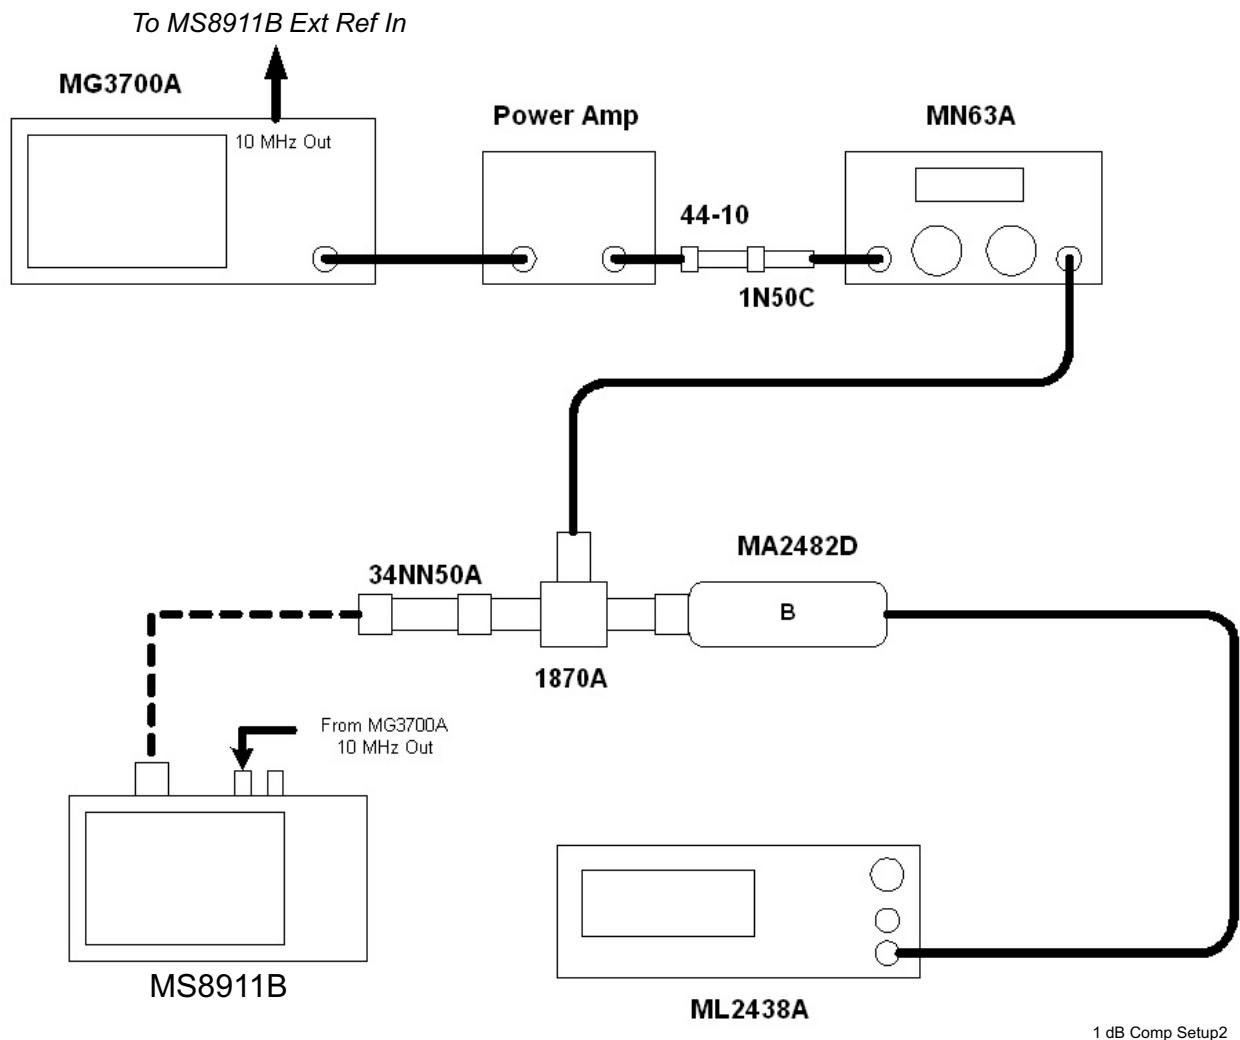 To MS8911B Ext Ref In
MG3700A
10 MHz Out
Power Amp
MN63A
44-10
1N50C
MA2482D
34NN50A
B
1870A
From MG3700A
10 MHz Out
MS8911B
ML2438A
1 dB Comp Setup2